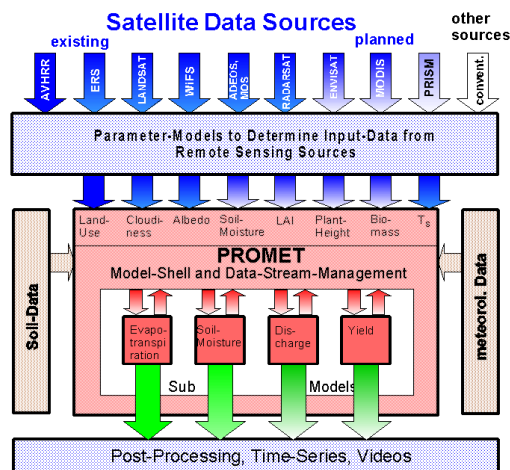 Satellite Data Sources
other
sources
existing
planned
AVHRR
ERS
LANDSAT
WIFS
ADEOS,
MOS
RADARSAT
ENVISAT
MODIS
PRISM
convent.
Parameter-Models to Determine Input-Data from
Remote Sensing Sources
Land-
Use
Cloudi-
ness
Albedo
Soil-
Moisture
LAI
Plant-
Height
Bio-
mass
Ts
PROMET
Model-Shell and Data-Stream-Management
Soil-Data
meteorol. Data
Evapo-
transpi
ration
Soil-
Moisture
Dis-
charge
Yield
Sub
Models
Post-Processing, Time-Series, Videos